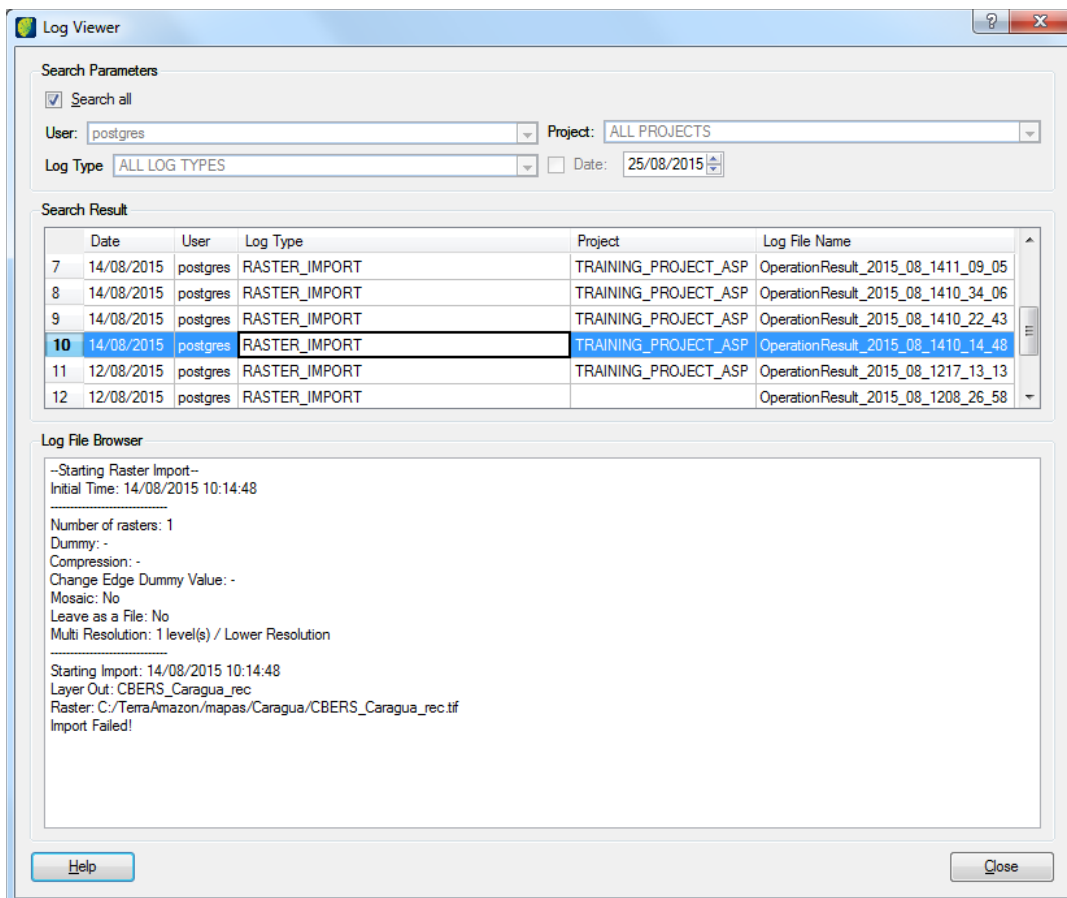 Log Viewer
Search Parameters
Search all
User: postgres Project: ALL PROJECTS
Log Type ALL LOG TYPES Date: 25/08/2015
Search Result
Date User Log Type Project Log File Name
7 14/08/2015 postgres RASTER_IMPORT TRAINING_PROJECT_ASP OperationResult_2015_08_1411_09_05
8 14/08/2015 postgres RASTER_IMPORT TRAINING_PROJECT_ASP OperationResult_2015_08_1410_34_06
9 14/08/2015 postgres RASTER_IMPORT TRAINING_PROJECT_ASP OperationResult_2015_08_1410_22_43
10 14/08/2015 postgres RASTER_IMPORT TRAINING_PROJECT_ASP OperationResult_2015_08_1410_14_48
11 12/08/2015 postgres RASTER_IMPORT TRAINING_PROJECT_ASP OperationResult_2015_08_1217_13_13
12 12/08/2015 postgres RASTER_IMPORT OperationResult_2015_08_1208_26_58
Log File Browser
--Starting Raster Import--
Initial Time: 14/08/2015 10:14:48
------------------------------
Number of rasters: 1
Dummy: -
Compression: -
Change Edge Dummy Value: -
Mosaic: No
Leave as a File: No
Multi Resolution: 1 level(s) / Lower Resolution
------------------------------
Starting Import: 14/08/2015 10:14:48
Layer Out: CBERS_Caragua_rec
Raster: C:/TerraAmazon/mapas/Caragua/CBERS_Caragua_rec.tif
Import Failed!
Help Close